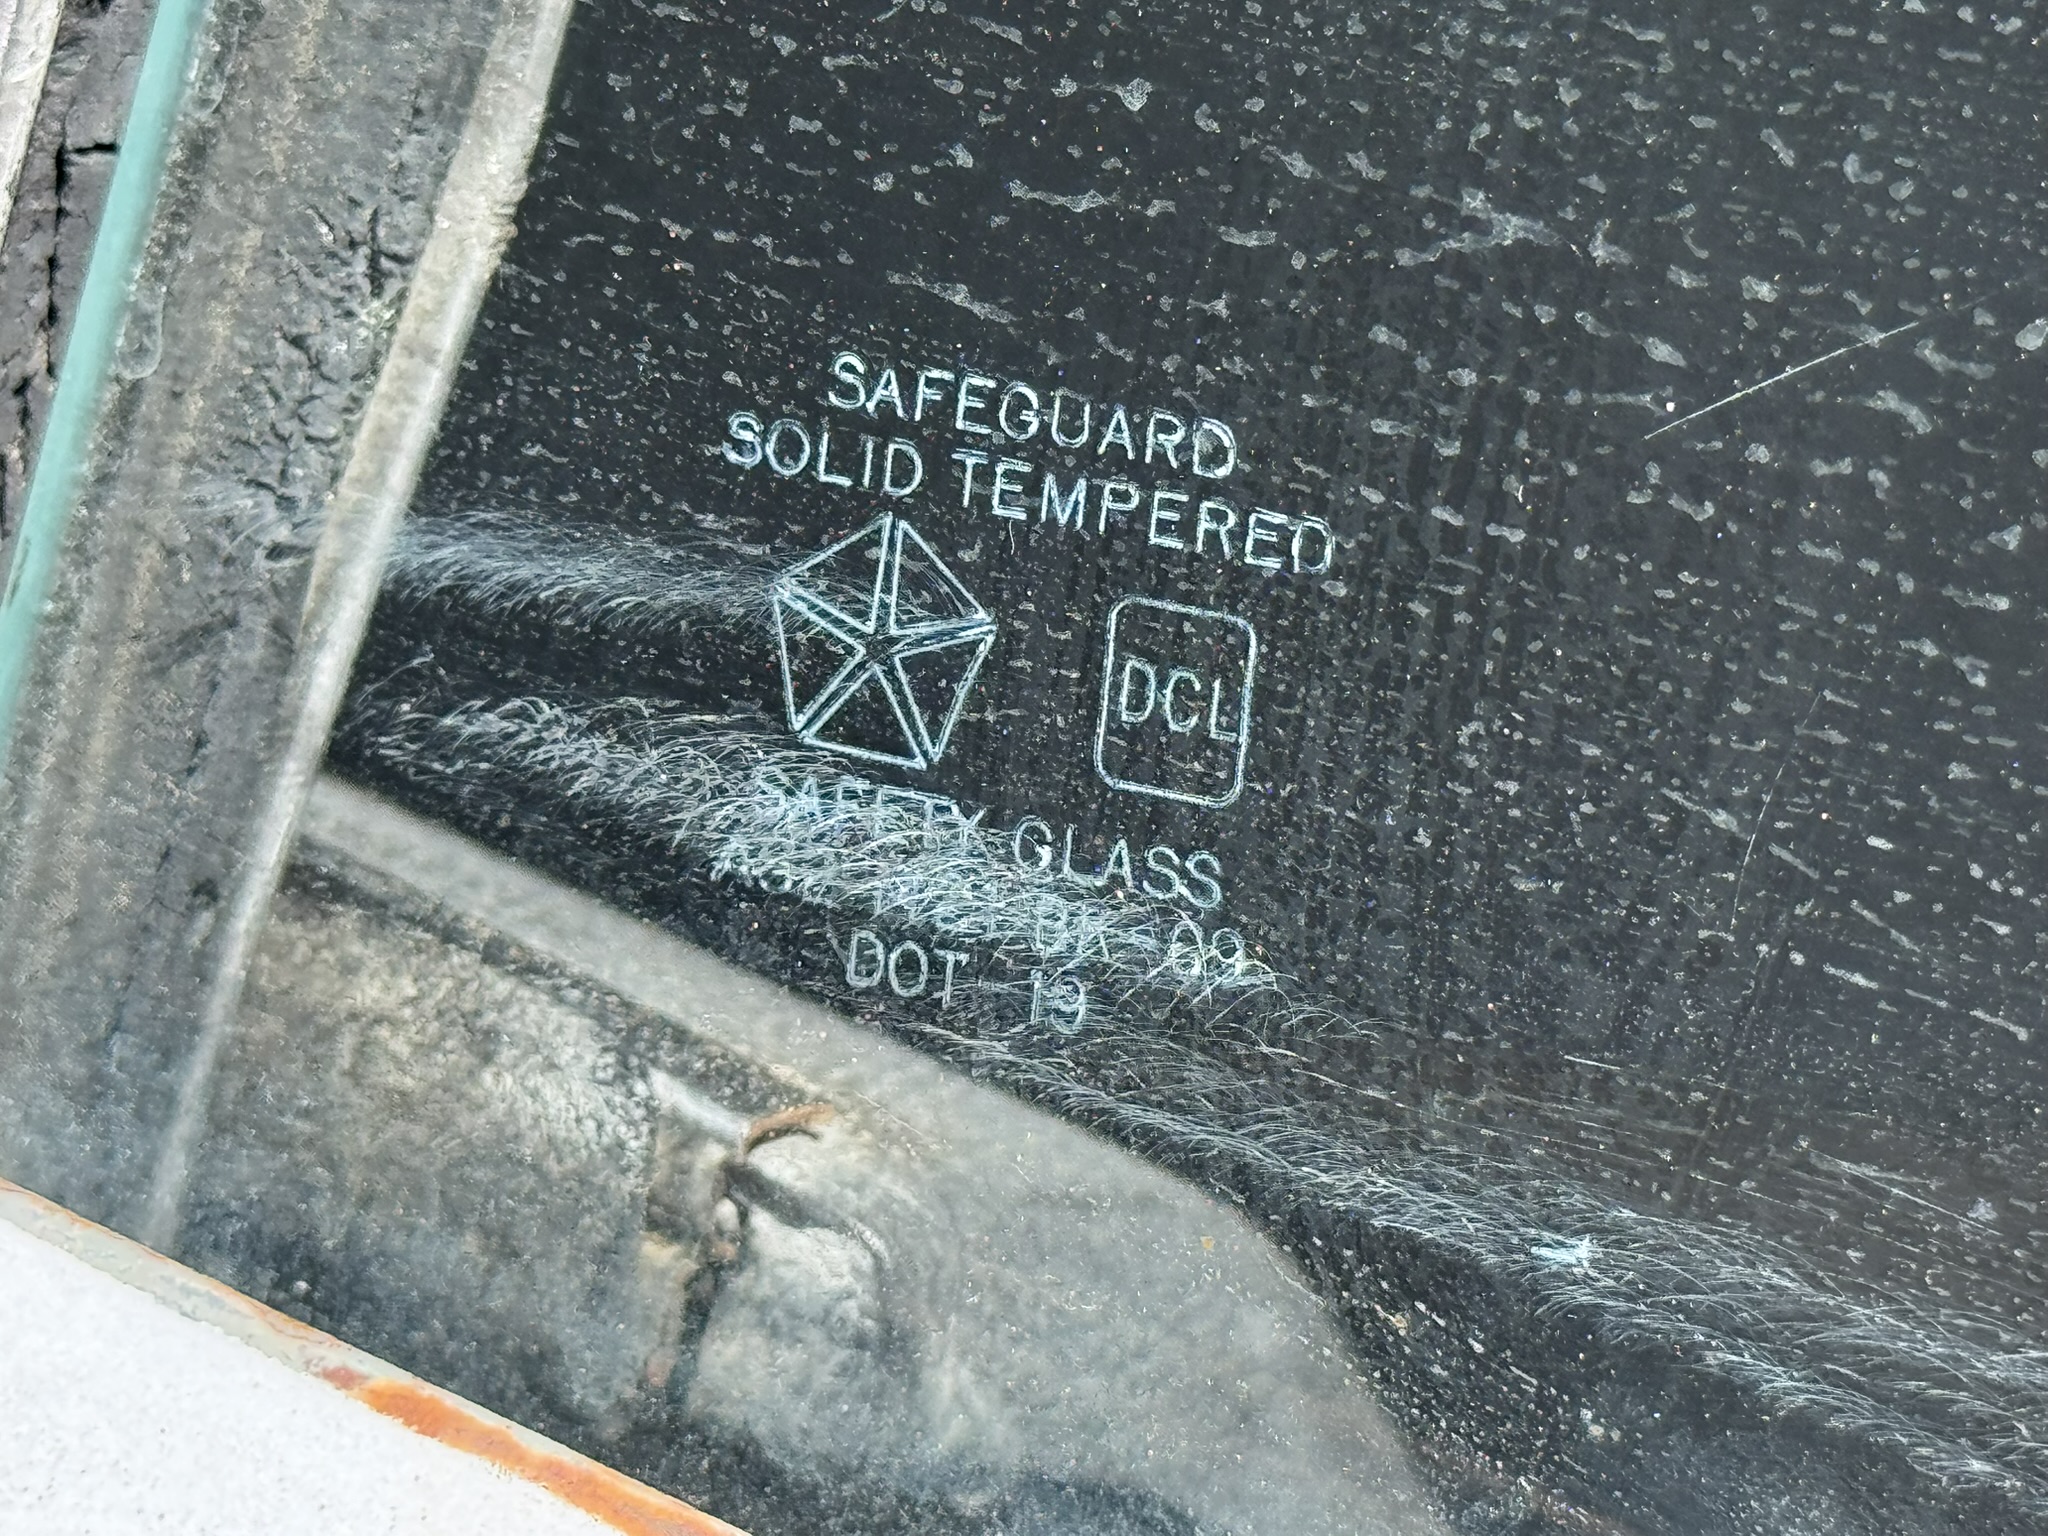 SAFEGUARD
SOLID TEMPERED
DCL
SAFETY GLASS
DOT 19